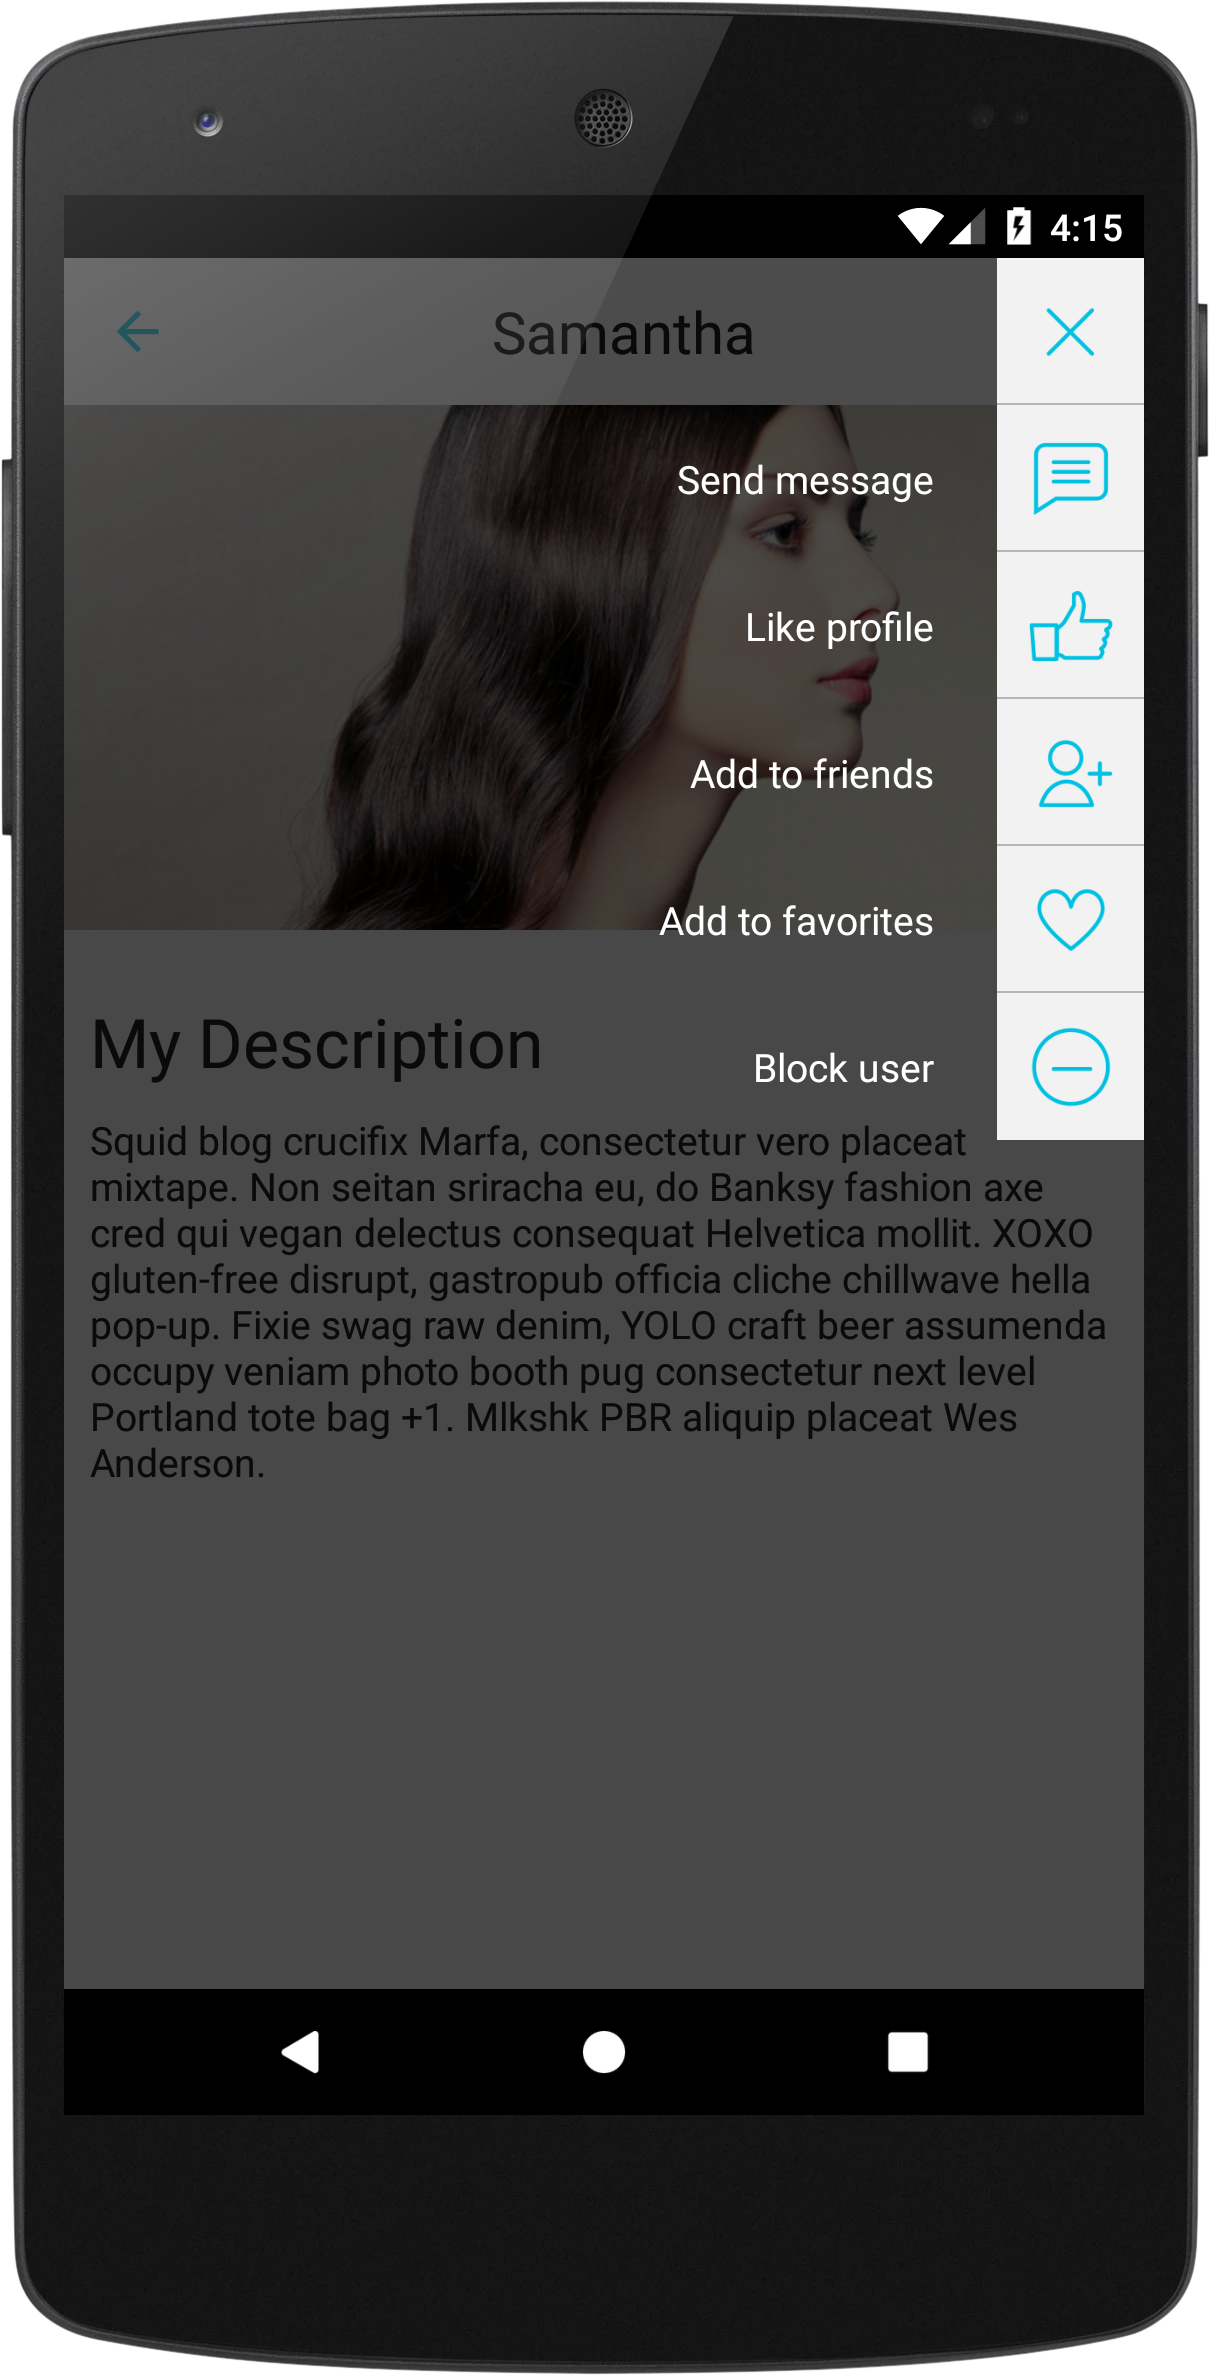 4:15
Samantha
Send message
Like profile
Add to friends
Add to favorites
My Description
Block user
Squid blog crucifix Marfa, consectetur vero placeat
mixtape. Non seitan sriracha eu, do Banksy fashion axe
cred qui vegan delectus consequat Helvetica mollit. XOXO
gluten-free disrupt, gastropub officia cliche chillwave hella
pop-up. Fixie swag raw denim, YOLO craft beer assumenda
occupy veniam photo booth pug consectetur next level
Portland tote bag +1. Mlkshk PBR aliquip placeat Wes
Anderson.